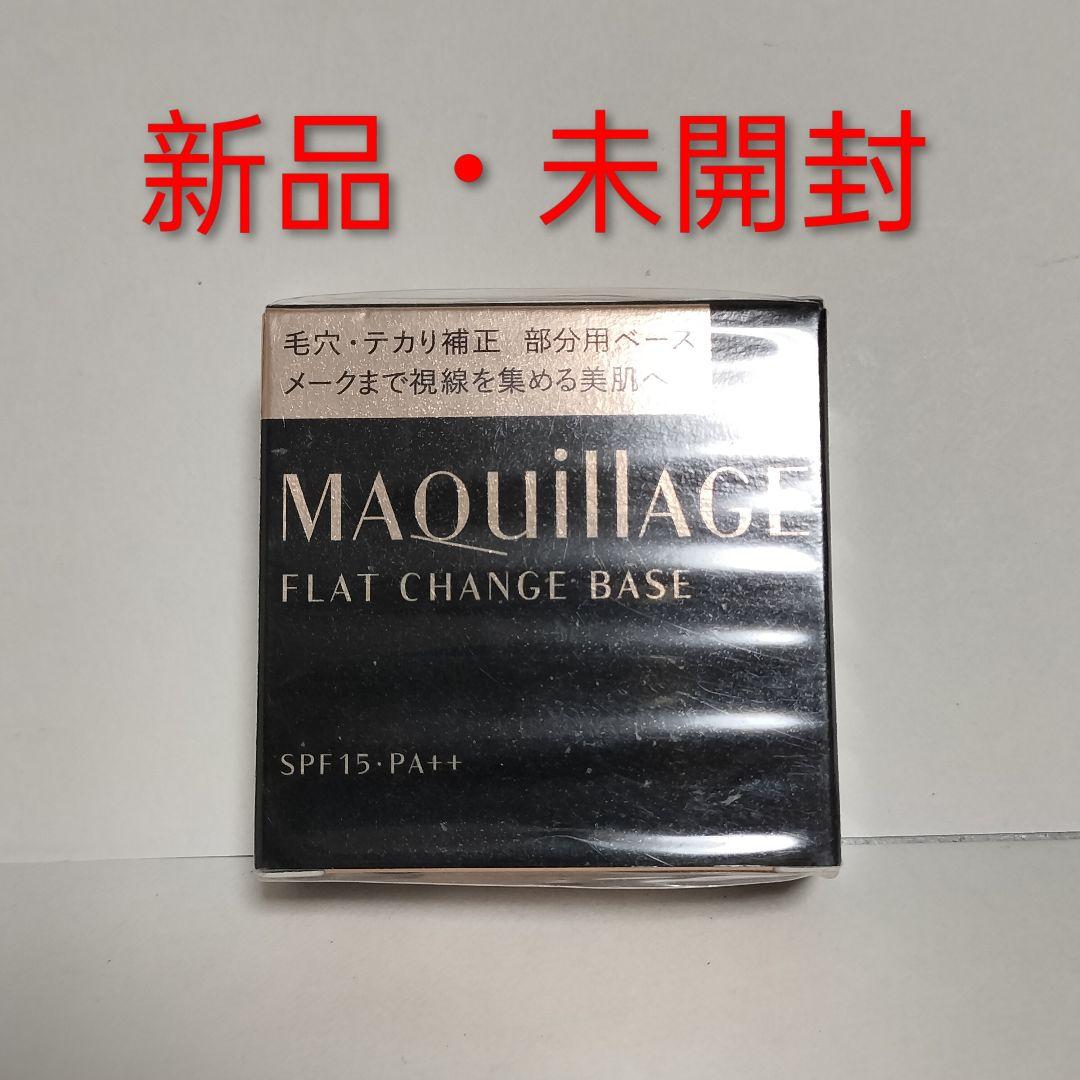 新品・未開封
毛穴・テカり補正 部分用ベース
メークまで視線を集める美肌へ
MAQuillAGE
FLAT CHANGE BASE
SPF15・PA++